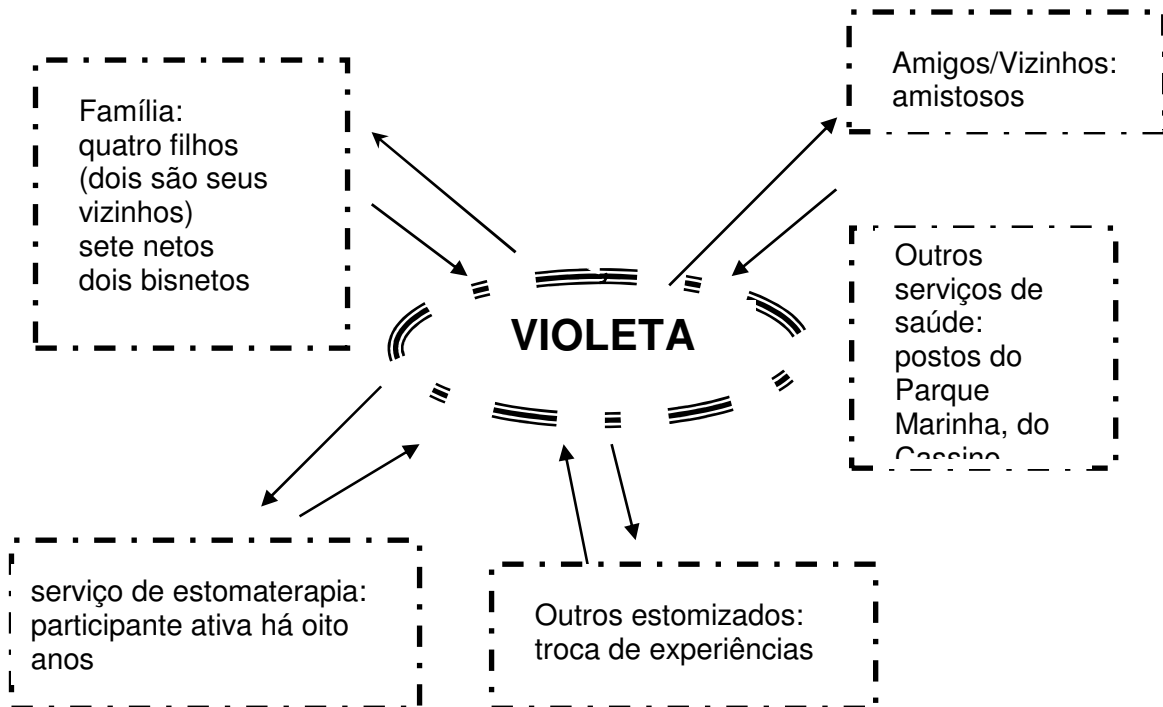 Família:
quatro filhos
(dois são seus
vizinhos)
sete netos
dois bisnetos
Amigos/Vizinhos:
amistosos
VIOLETA
Outros
serviços de
saúde:
postos do
Parque
Marinha, do
Cassino
serviço de estomaterapia:
participante ativa há oito
anos
Outros estomizados:
troca de experiências